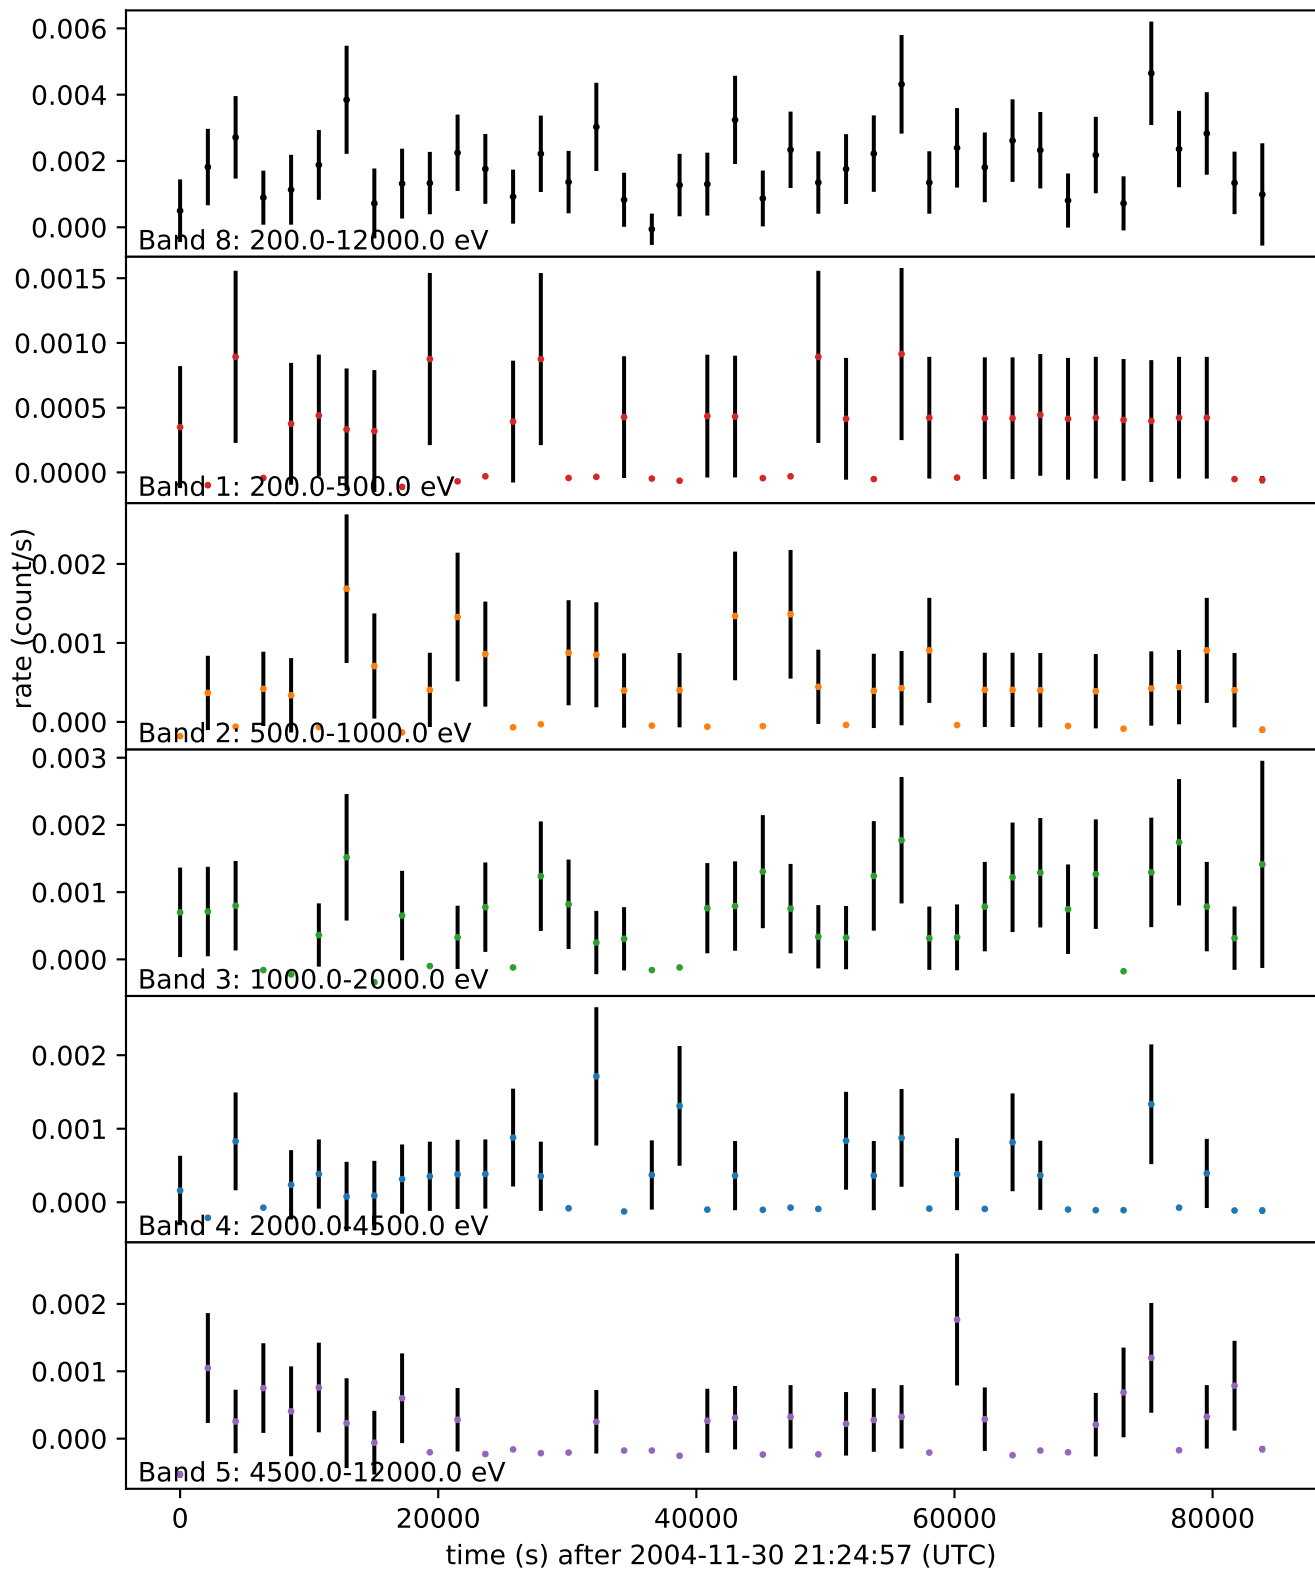 0.006
0.004
0.002
0.000
Band 8: 200.0-12000.0 eV
0.0015
0.0010
0.0005
0.0000
Band 1: 200.0-500.0 eV
rate (count/s)
0.002
0.001
0.000
Band 2: 500.0-1000.0 eV
0.003
0.002
0.001
0.000
Band 3: 1000.0-2000.0 eV
0.002
0.001
0.000
Band 4: 2000.0-4500.0 eV
0.002
0.001
0.000
Band 5: 4500.0-12000.0 eV
0 20000 40000 60000 80000
time (s) after 2004-11-30 21:24:57 (UTC)